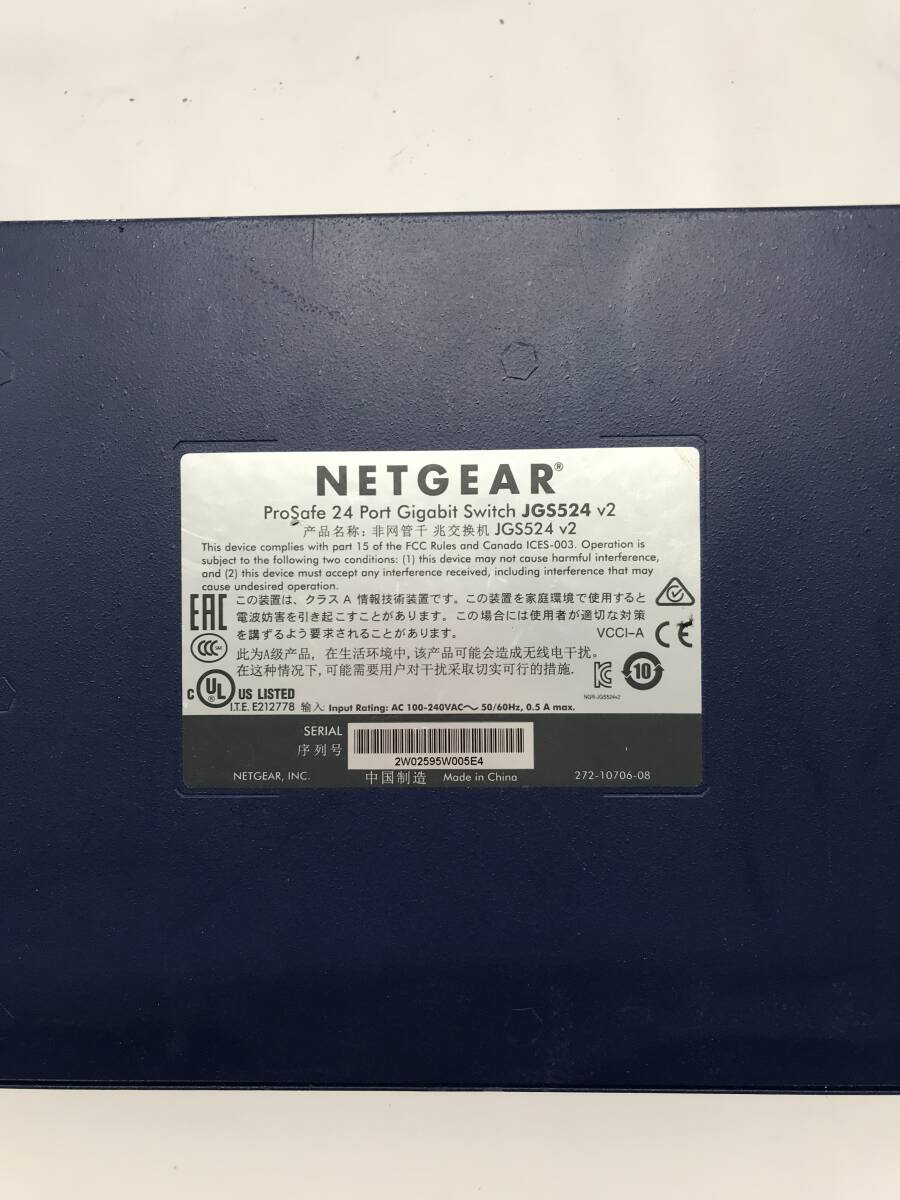 NETGEAR®
ProSafe 24 Port Gigabit Switch JGS524 v2
产品名称：非网管千 兆交换机 JGS524 v2
This device complies with part 15 of the FCC Rules and Canada ICES-003. Operation is
subject to the following two conditions: (1) this device may not cause harmful interference,
and (2) this device must accept any interference received, including interference that may
cause undesired operation.
EAC
この装置は、クラス A 情報技術装置です。この装置を家庭環境で使用すると
電波妨害を引き起こすことがあります。この場合には使用者が適切な対策
を講ずるよう要求されることがあります。 VCCI-A
CE
CCC
此为A级产品，在生活环境中,该产品可能会造成无线电干扰。
在这种情况下,可能需要用户对干扰采取切实可行的措施.
10
NGR-JGS524v2
C UL US LISTED
I.T.E. E212778 输入: Input Rating: AC 100-240VAC～ 50/60Hz, 0.5 A max.
SERIAL
序列号
2W02595W005E4
NETGEAR, INC. 中国制造 Made in China 272-10706-08